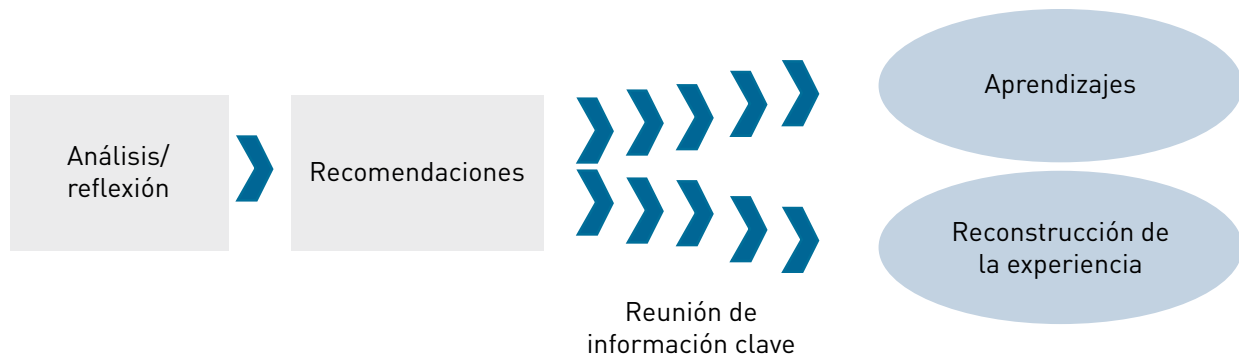 Análisis/
reflexión
Recomendaciones
Reunión de
información clave
Aprendizajes
Reconstrucción de
la experiencia